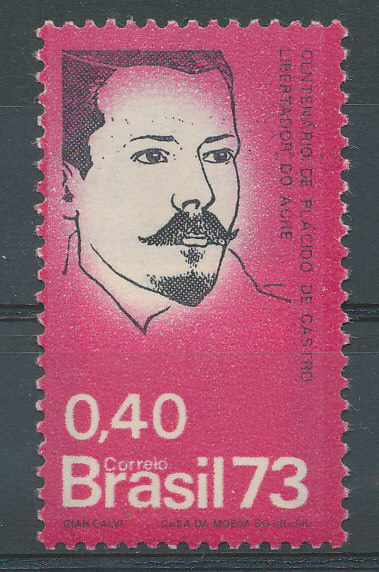 CENTENÁRIO DE PLÁCIDO DE CASTRO,
LIBERTADOR DO ACRE
0,40
Correio
Brasil 73
GIAN CALVI CASA DA MOEDA DO BRASIL